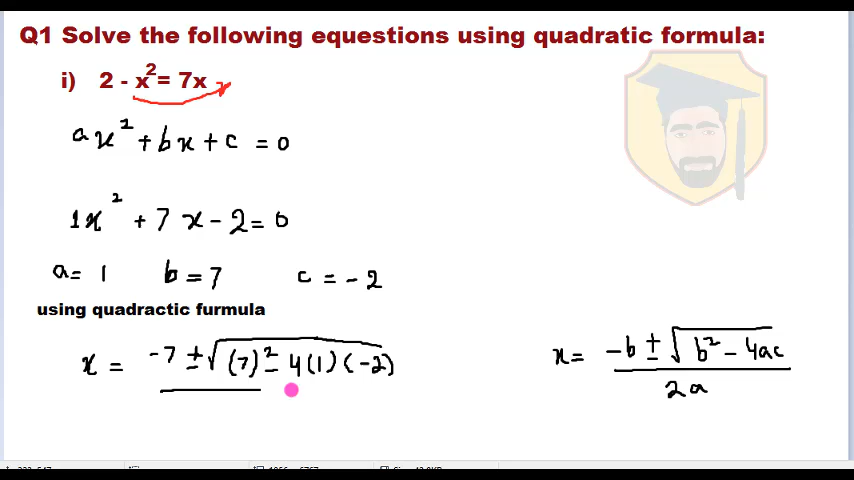 Q1 Solve the following equestions using quadratic formula:
i) 2 - x²= 7x
ax² + bx + c = 0
1x² + 7x - 2 = 0
a = 1 b = 7 c = - 2
using quadractic furmula
x = -7 ± √(7)² - 4(1)(-2)
x = -b ± √b² - 4ac / 2a